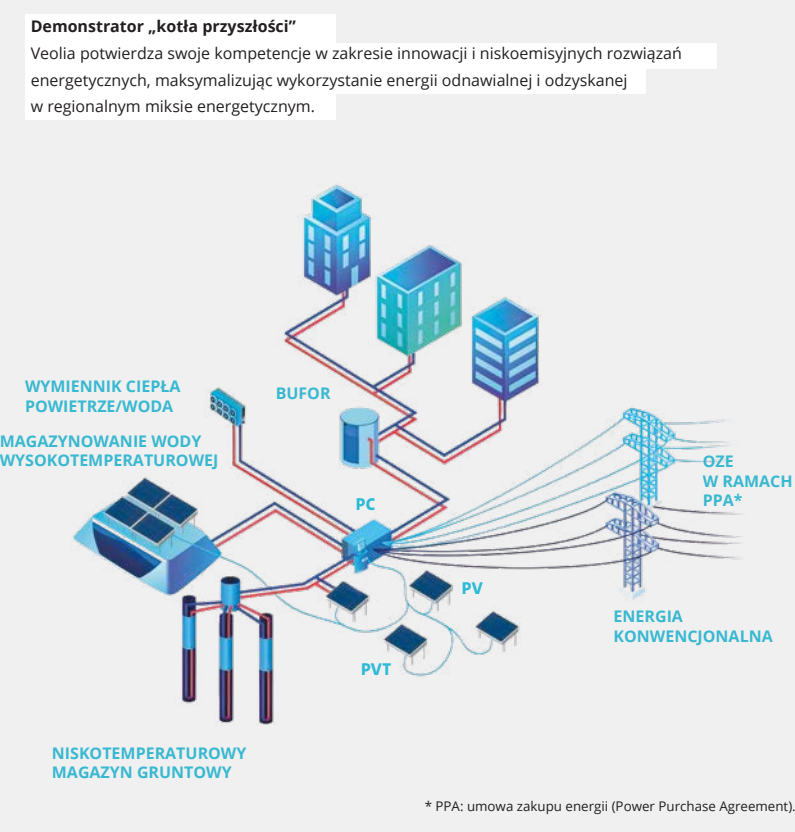 Demonstrator „kotła przyszłości”
Veolia potwierdza swoje kompetencje w zakresie innowacji i niskoemisyjnych rozwiązań
energetycznych, maksymalizując wykorzystanie energii odnawialnej i odzyskanej
w regionalnym miksie energetycznym.
WYMIENNIK CIEPŁA
POWIETRZE/WODA
BUFOR
MAGAZYNOWANIE WODY
WYSOKOTEMPERATUROWEJ
OZE
W RAMACH
PPA*
PC
PV
ENERGIA
KONWENCJONALNA
PVT
NISKOTEMPERATUROWY
MAGAZYN GRUNTOWY
* PPA: umowa zakupu energii (Power Purchase Agreement).